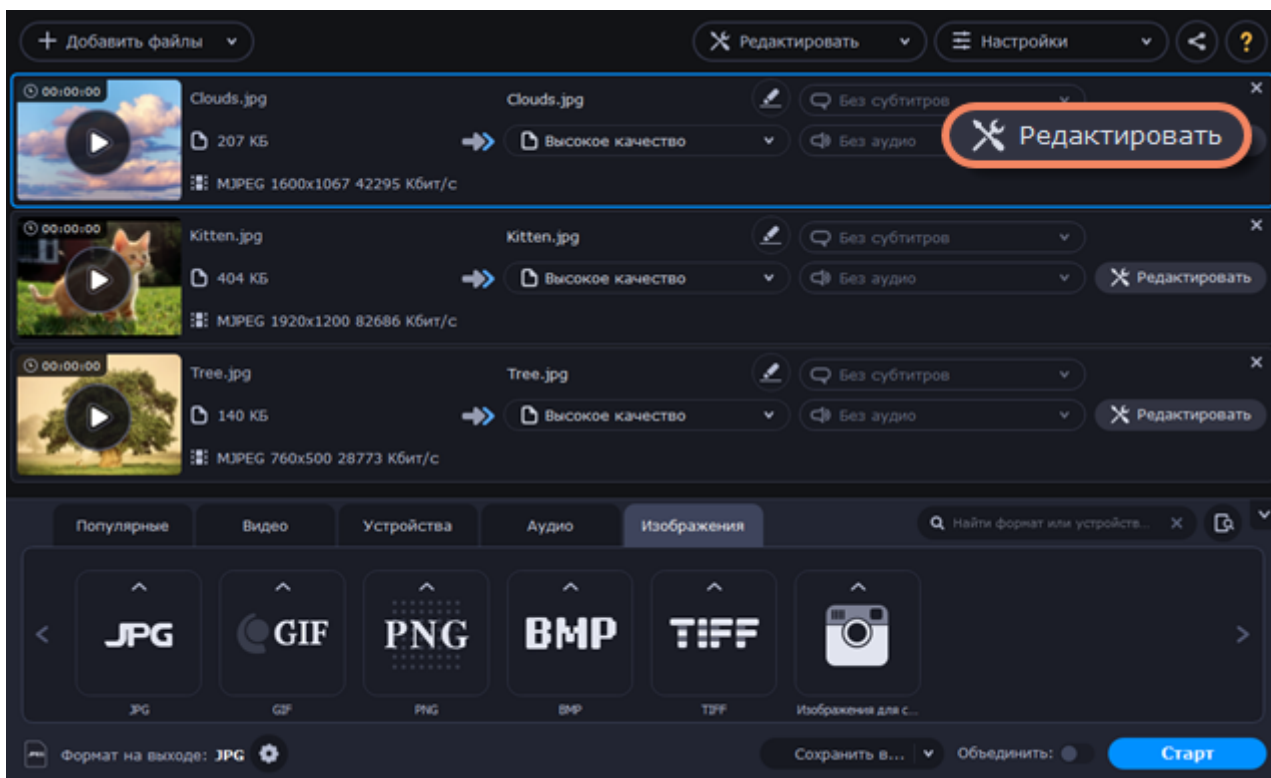 Добавить файлы
Редактировать
Настройки
?
00:00:00
Clouds.jpg
Clouds.jpg
Без субтитров
207 КБ
Высокое качество
Без аудио
Редактировать
MJPEG 1600x1067 42295 Кбит/с
00:00:00
Kitten.jpg
Kitten.jpg
Без субтитров
404 КБ
Высокое качество
Без аудио
Редактировать
MJPEG 1920x1200 82686 Кбит/с
00:00:00
Tree.jpg
Tree.jpg
Без субтитров
140 КБ
Высокое качество
Без аудио
Редактировать
MJPEG 760x500 28773 Кбит/с
Популярные
Видео
Устройства
Аудио
Изображения
Найти формат или устройств...
JPG
GIF
PNG
BMP
TIFF
JPG
GIF
PNG
BMP
TIFF
Изображения для с...
Формат на выходе: JPG
Сохранить в...
Объединить:
Старт